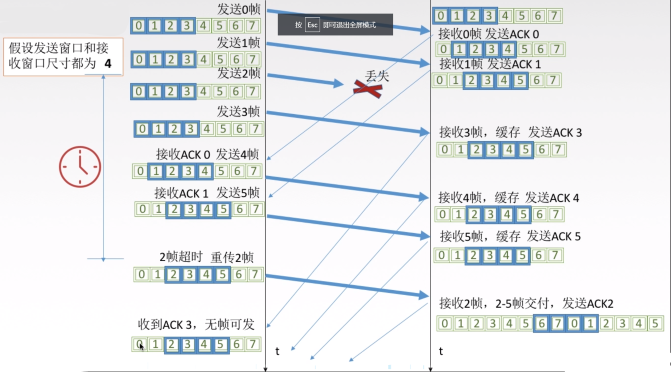 按 Esc 即可退出全屏模式
假设发送窗口和接
收窗口尺寸都为 4
发送0帧
0 1 2 3 4 5 6 7
发送1帧
0 1 2 3 4 5 6 7
发送2帧
0 1 2 3 4 5 6 7
丢失
发送3帧
0 1 2 3 4 5 6 7
接收ACK 0 发送4帧
0 1 2 3 4 5 6 7
接收ACK 1 发送5帧
0 1 2 3 4 5 6 7
2帧超时 重传2帧
0 1 2 3 4 5 6 7
收到ACK 3，无帧可发
0 1 2 3 4 5 6 7
t
0 1 2 3 4 5 6 7
接收0帧 发送ACK 0
0 1 2 3 4 5 6 7
接收1帧 发送ACK 1
0 1 2 3 4 5 6 7
接收3帧，缓存 发送ACK 3
0 1 2 3 4 5 6 7
接收4帧，缓存 发送ACK 4
0 1 2 3 4 5 6 7
接收5帧，缓存 发送ACK 5
0 1 2 3 4 5 6 7
接收2帧，2-5帧交付，发送ACK2
0 1 2 3 4 5 6 7 0 1 2 3 4 5
t